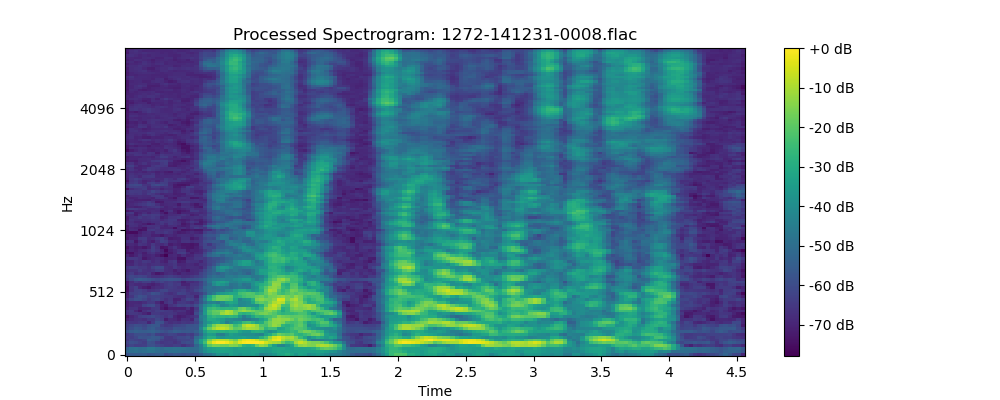 Processed Spectrogram: 1272-141231-0008.flac
Hz
4096
2048
1024
512
0
0
0.5
1
1.5
2
2.5
3
3.5
4
4.5
Time
+0 dB
-10 dB
-20 dB
-30 dB
-40 dB
-50 dB
-60 dB
-70 dB